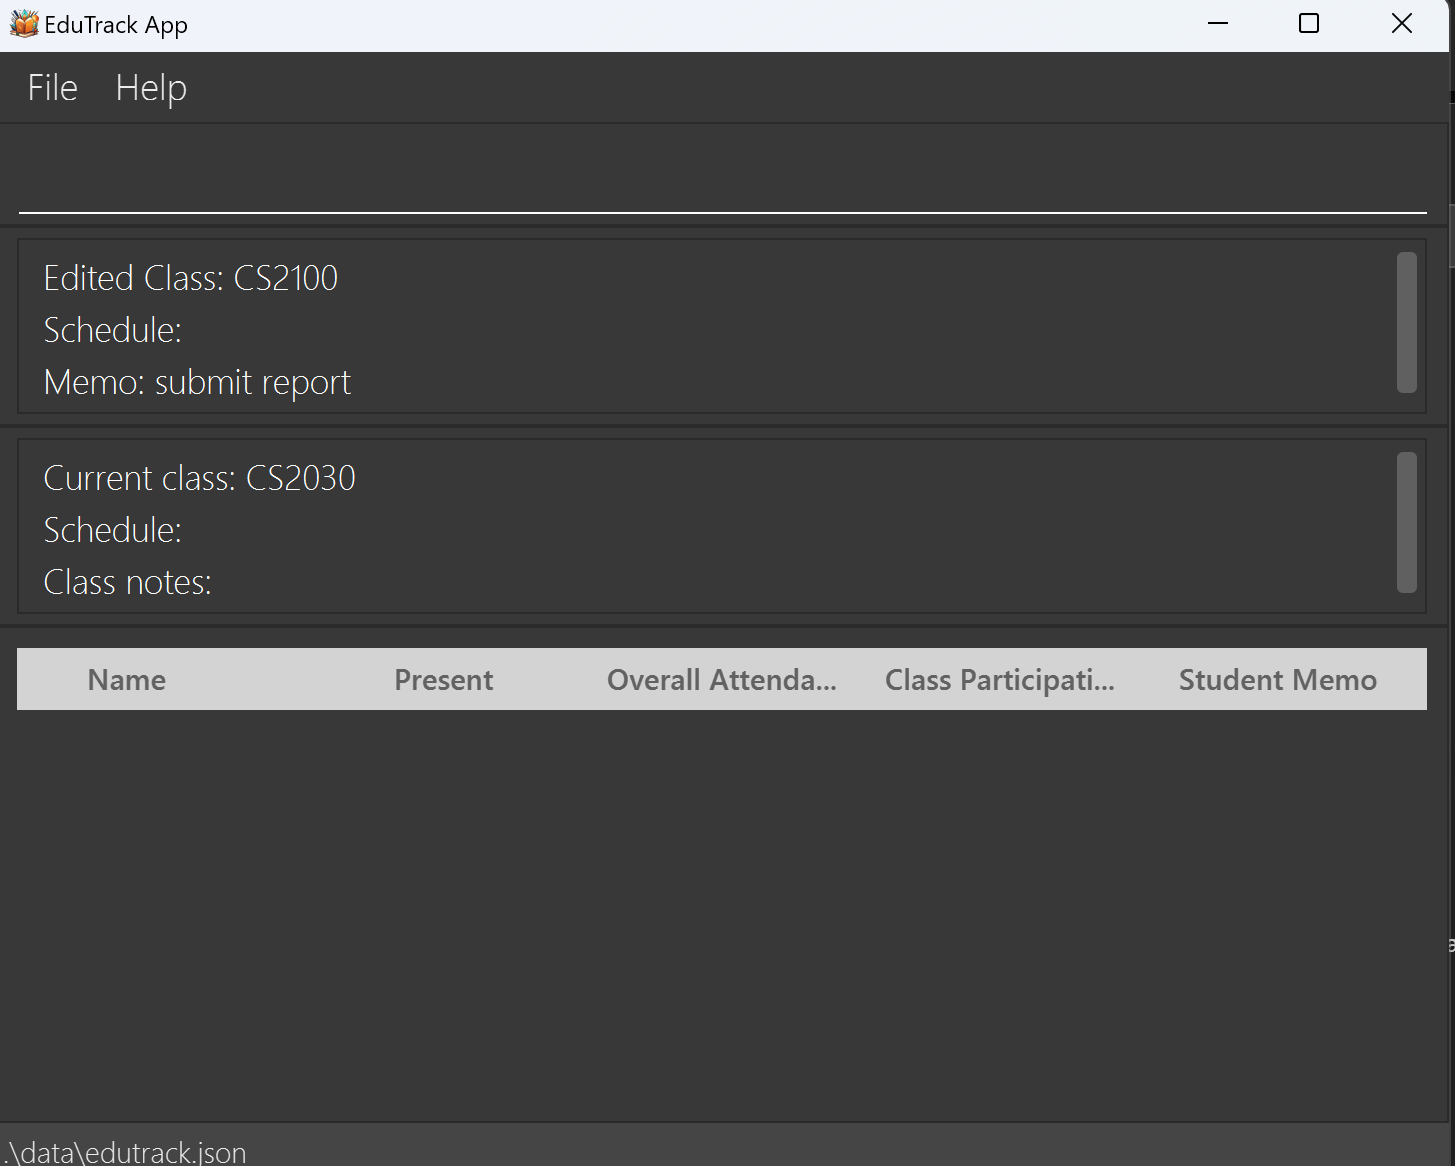 EduTrack App
File Help
Edited Class: CS2100
Schedule:
Memo: submit report
Current class: CS2030
Schedule:
Class notes:
Name Present Overall Attenda... Class Participati... Student Memo
.\data\edutrack.json